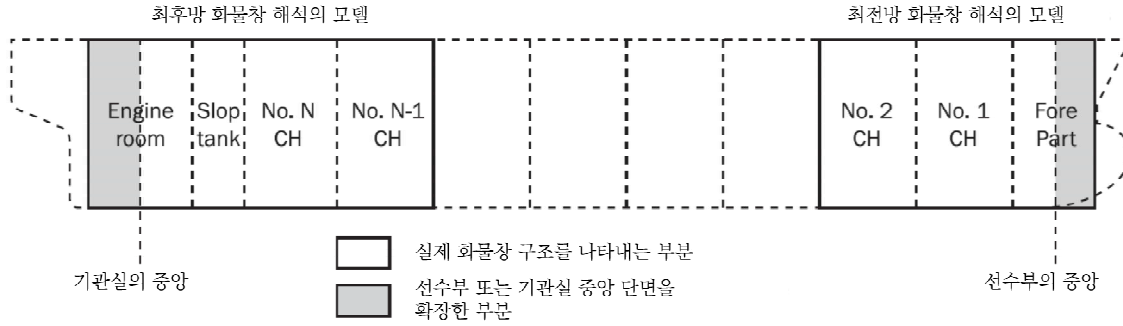 최후방 화물창 해석의 모델
최전방 화물창 해석의 모델
Engine
room
Slop
tank
No. N
CH
No. N-1
CH
No. 2
CH
No. 1
CH
Fore
Part
실제 화물창 구조를 나타내는 부분
기관실의 중앙
선수부 또는 기관실 중앙 단면을
확장한 부분
선수부의 중앙